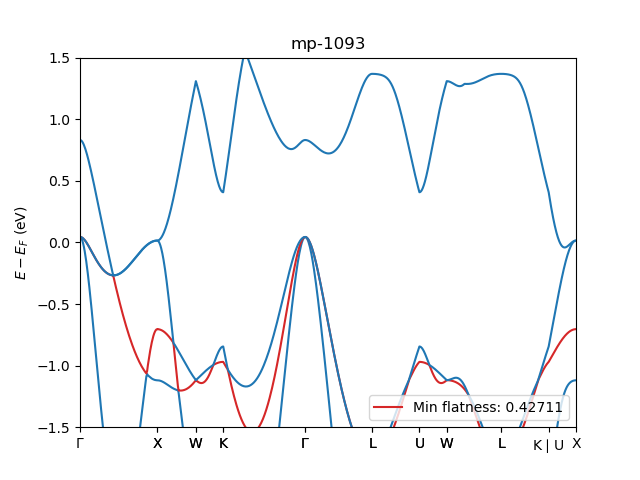 mp-1093
1.5
1.0
0.5
0.0
−0.5
−1.0
−1.5
E − E_F (eV)
Min flatness: 0.42711
Γ X W K Γ L U W L K | U X